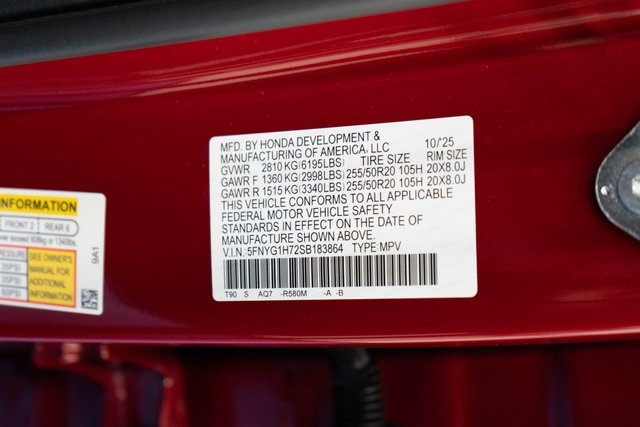 MFD. BY HONDA DEVELOPMENT &
MANUFACTURING OF AMERICA, LLC 10/'25
GVWR 2810 KG (6195LBS) TIRE SIZE RIM SIZE
GAWR F 1360 KG (2998LBS) 255/50R20 105H 20X8.0J
GAWR R 1515 KG (3340LBS) 255/50R20 105H 20X8.0J
THIS VEHICLE CONFORMS TO ALL APPLICABLE
FEDERAL MOTOR VEHICLE SAFETY
STANDARDS IN EFFECT ON THE DATE OF
MANUFACTURE SHOWN ABOVE.
V.I.N. 5FNYG1H72SB183864 TYPE MPV
T90 S AQ7 -R580M -A -B
INFORMATION
FRONT 2 REAR 6
SEE OWNER'S
MANUAL FOR
ADDITIONAL
INFORMATION
9A1